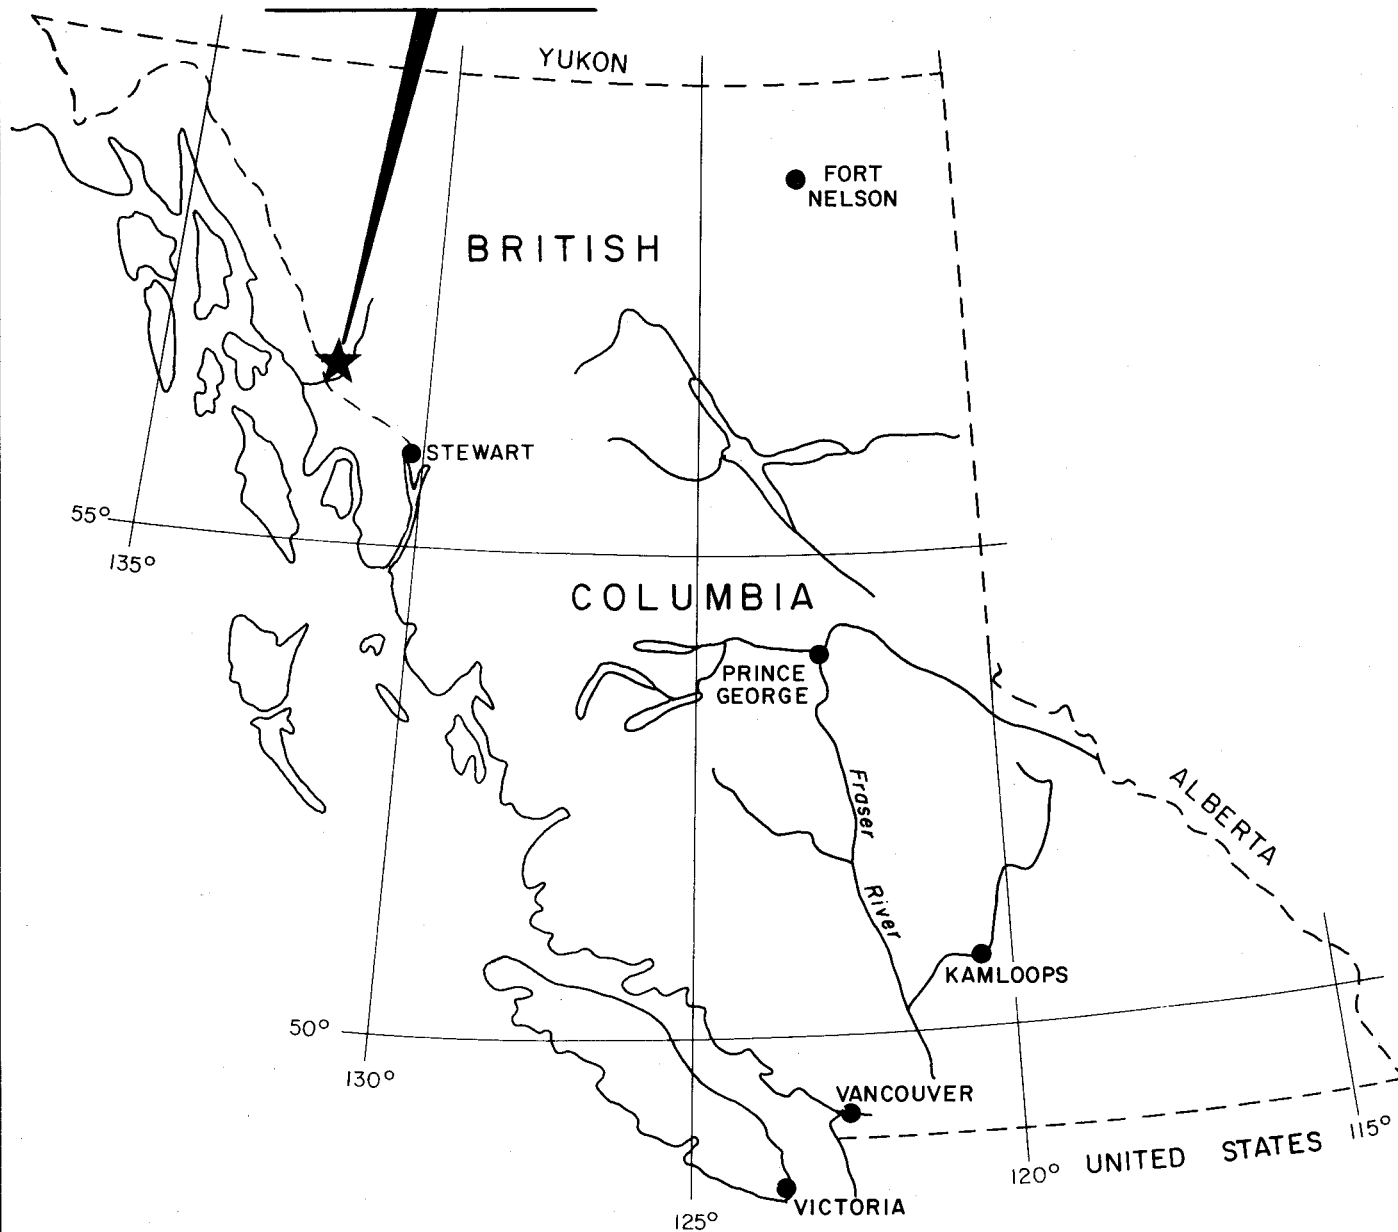 YUKON
FORT
NELSON
BRITISH
STEWART
55°
135°
COLUMBIA
PRINCE
GEORGE
Fraser
River
ALBERTA
KAMLOOPS
50°
130°
VANCOUVER
115°
UNITED STATES
120°
VICTORIA
125°